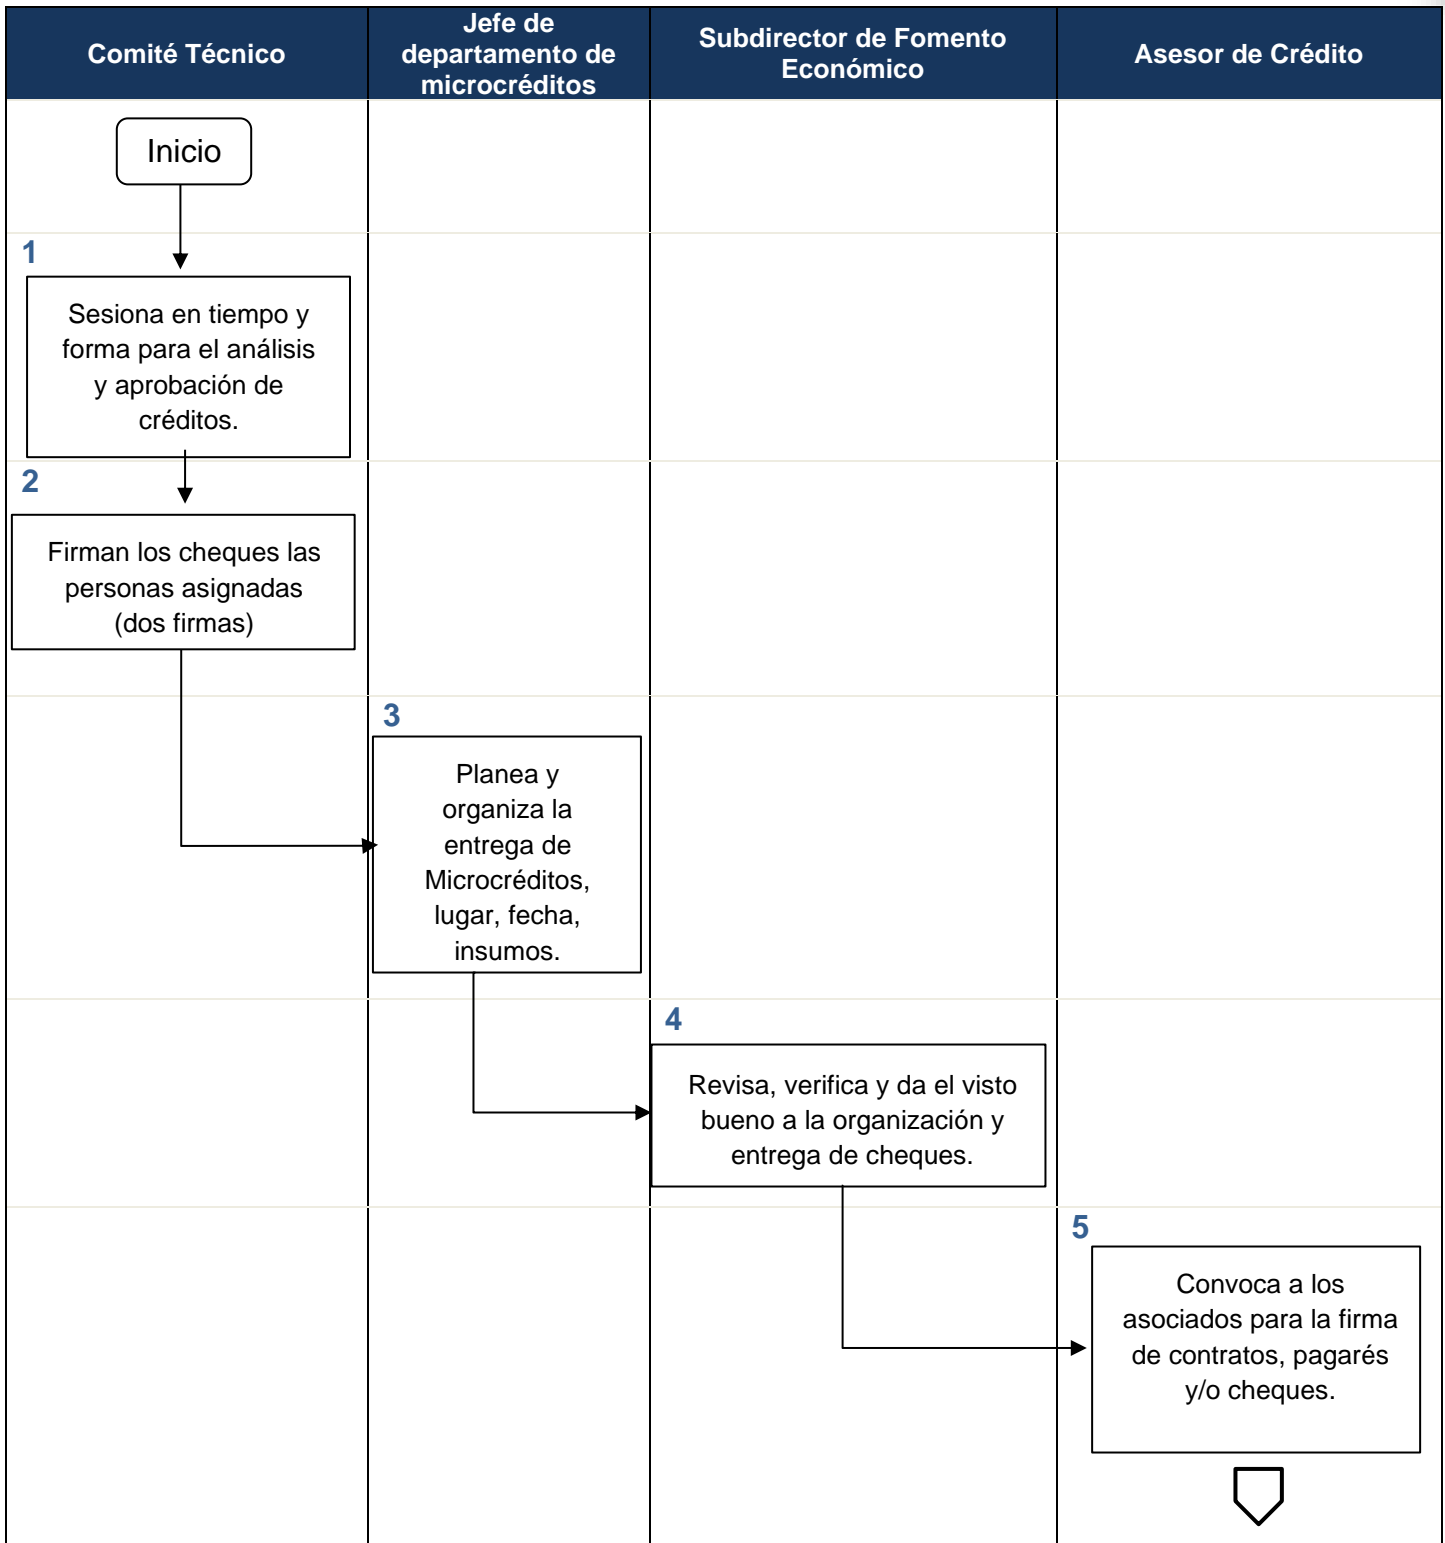 Comité Técnico
Jefe de
departamento de
microcréditos
Subdirector de Fomento
Económico
Asesor de Crédito
Inicio
1
Sesiona en tiempo y
forma para el análisis
y aprobación de
créditos.
2
Firman los cheques las
personas asignadas
(dos firmas)
3
Planea y
organiza la
entrega de
Microcréditos,
lugar, fecha,
insumos.
4
Revisa, verifica y da el visto
bueno a la organización y
entrega de cheques.
5
Convoca a los
asociados para la firma
de contratos, pagarés
y/o cheques.